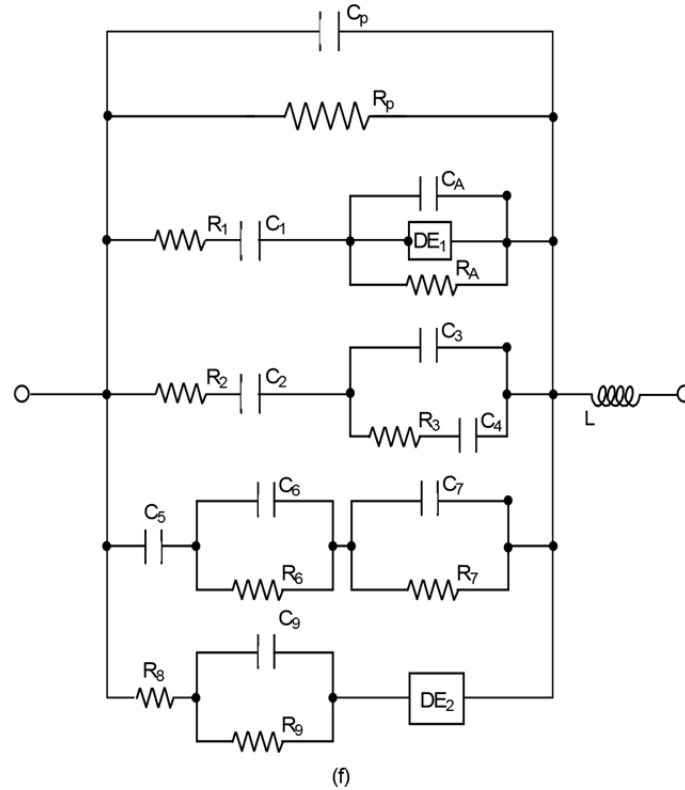 Cp
Rp
CA
R1 C1 DE1
RA
C3
R2 C2
R3 C4
L
C6 C7
C5
R6 R7
C9
R8
DE2
R9
(f)